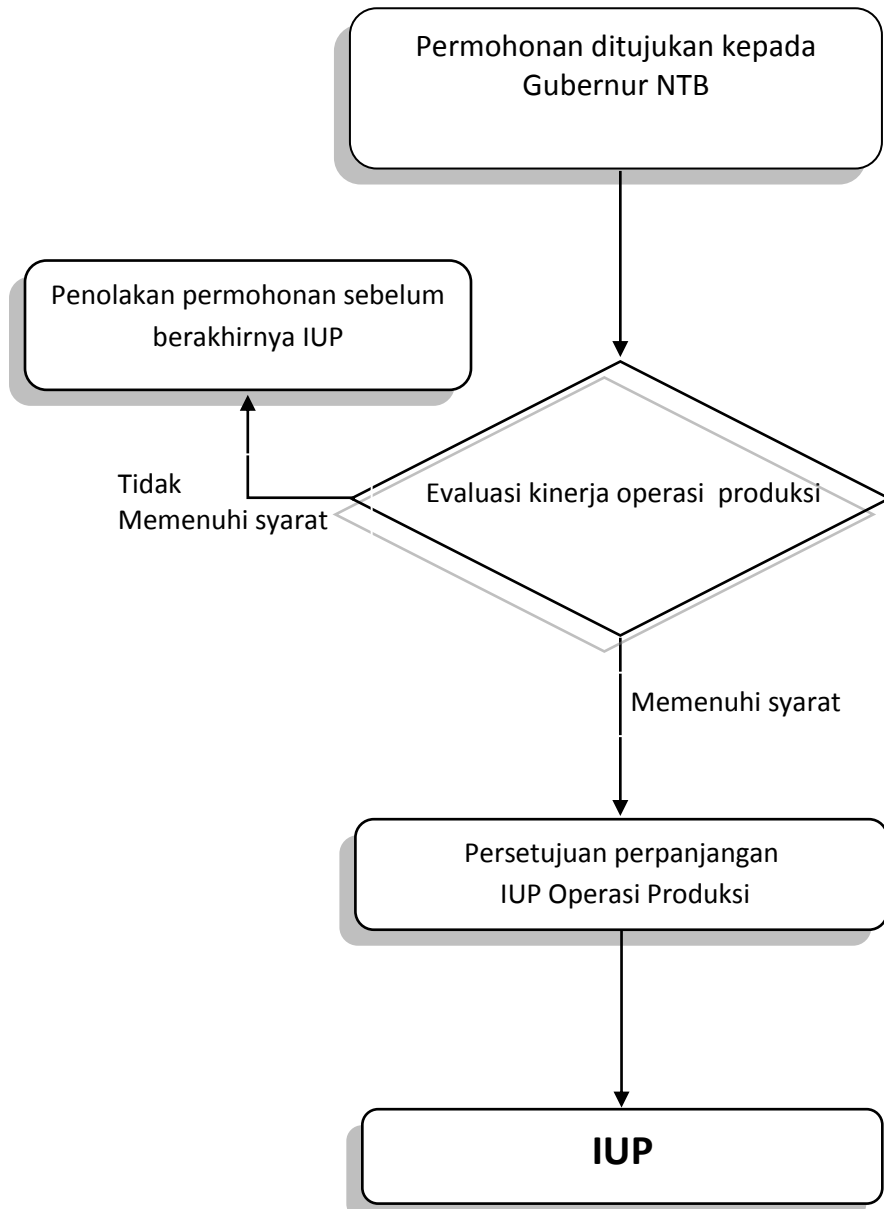 Permohonan ditujukan kepada
Gubernur NTB
Penolakan permohonan sebelum
berakhirnya IUP
Tidak
Memenuhi syarat
Evaluasi kinerja operasi  produksi
Memenuhi syarat
Persetujuan perpanjangan
IUP Operasi Produksi
IUP